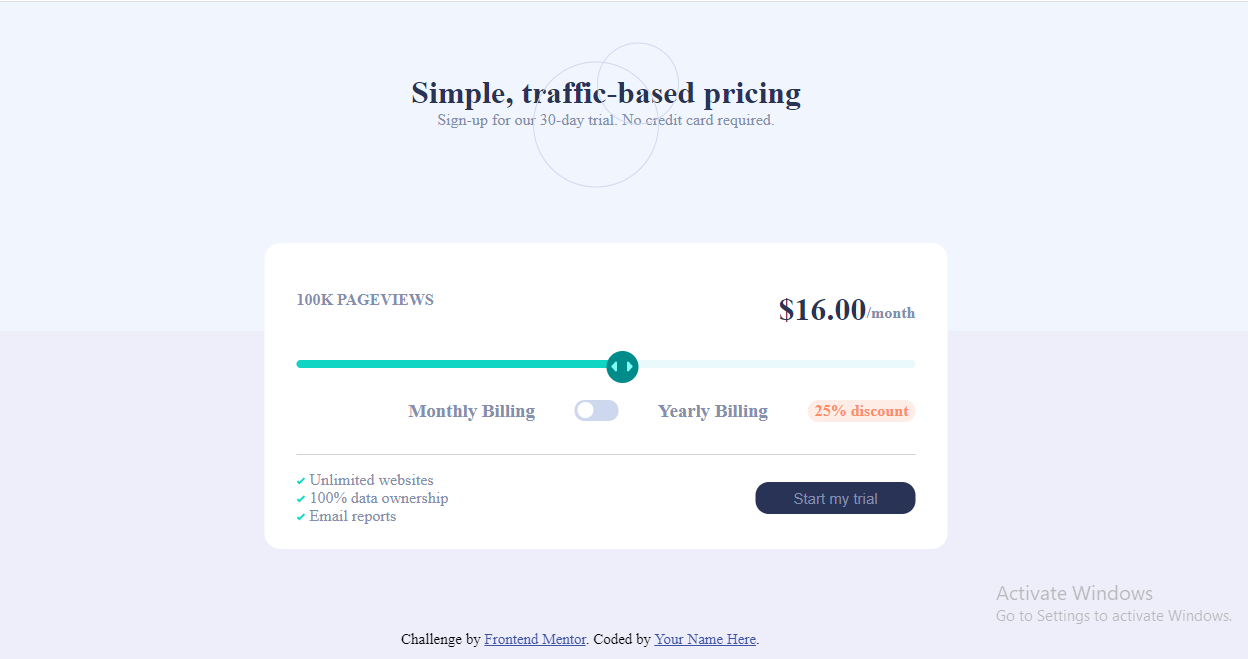 Simple, traffic-based pricing
Sign-up for our 30-day trial. No credit card required.
100K PAGEVIEWS
$16.00/month
Monthly Billing
Yearly Billing
25% discount
Unlimited websites
100% data ownership
Email reports
Start my trial
Activate Windows
Go to Settings to activate Windows.
Challenge by Frontend Mentor. Coded by Your Name Here.